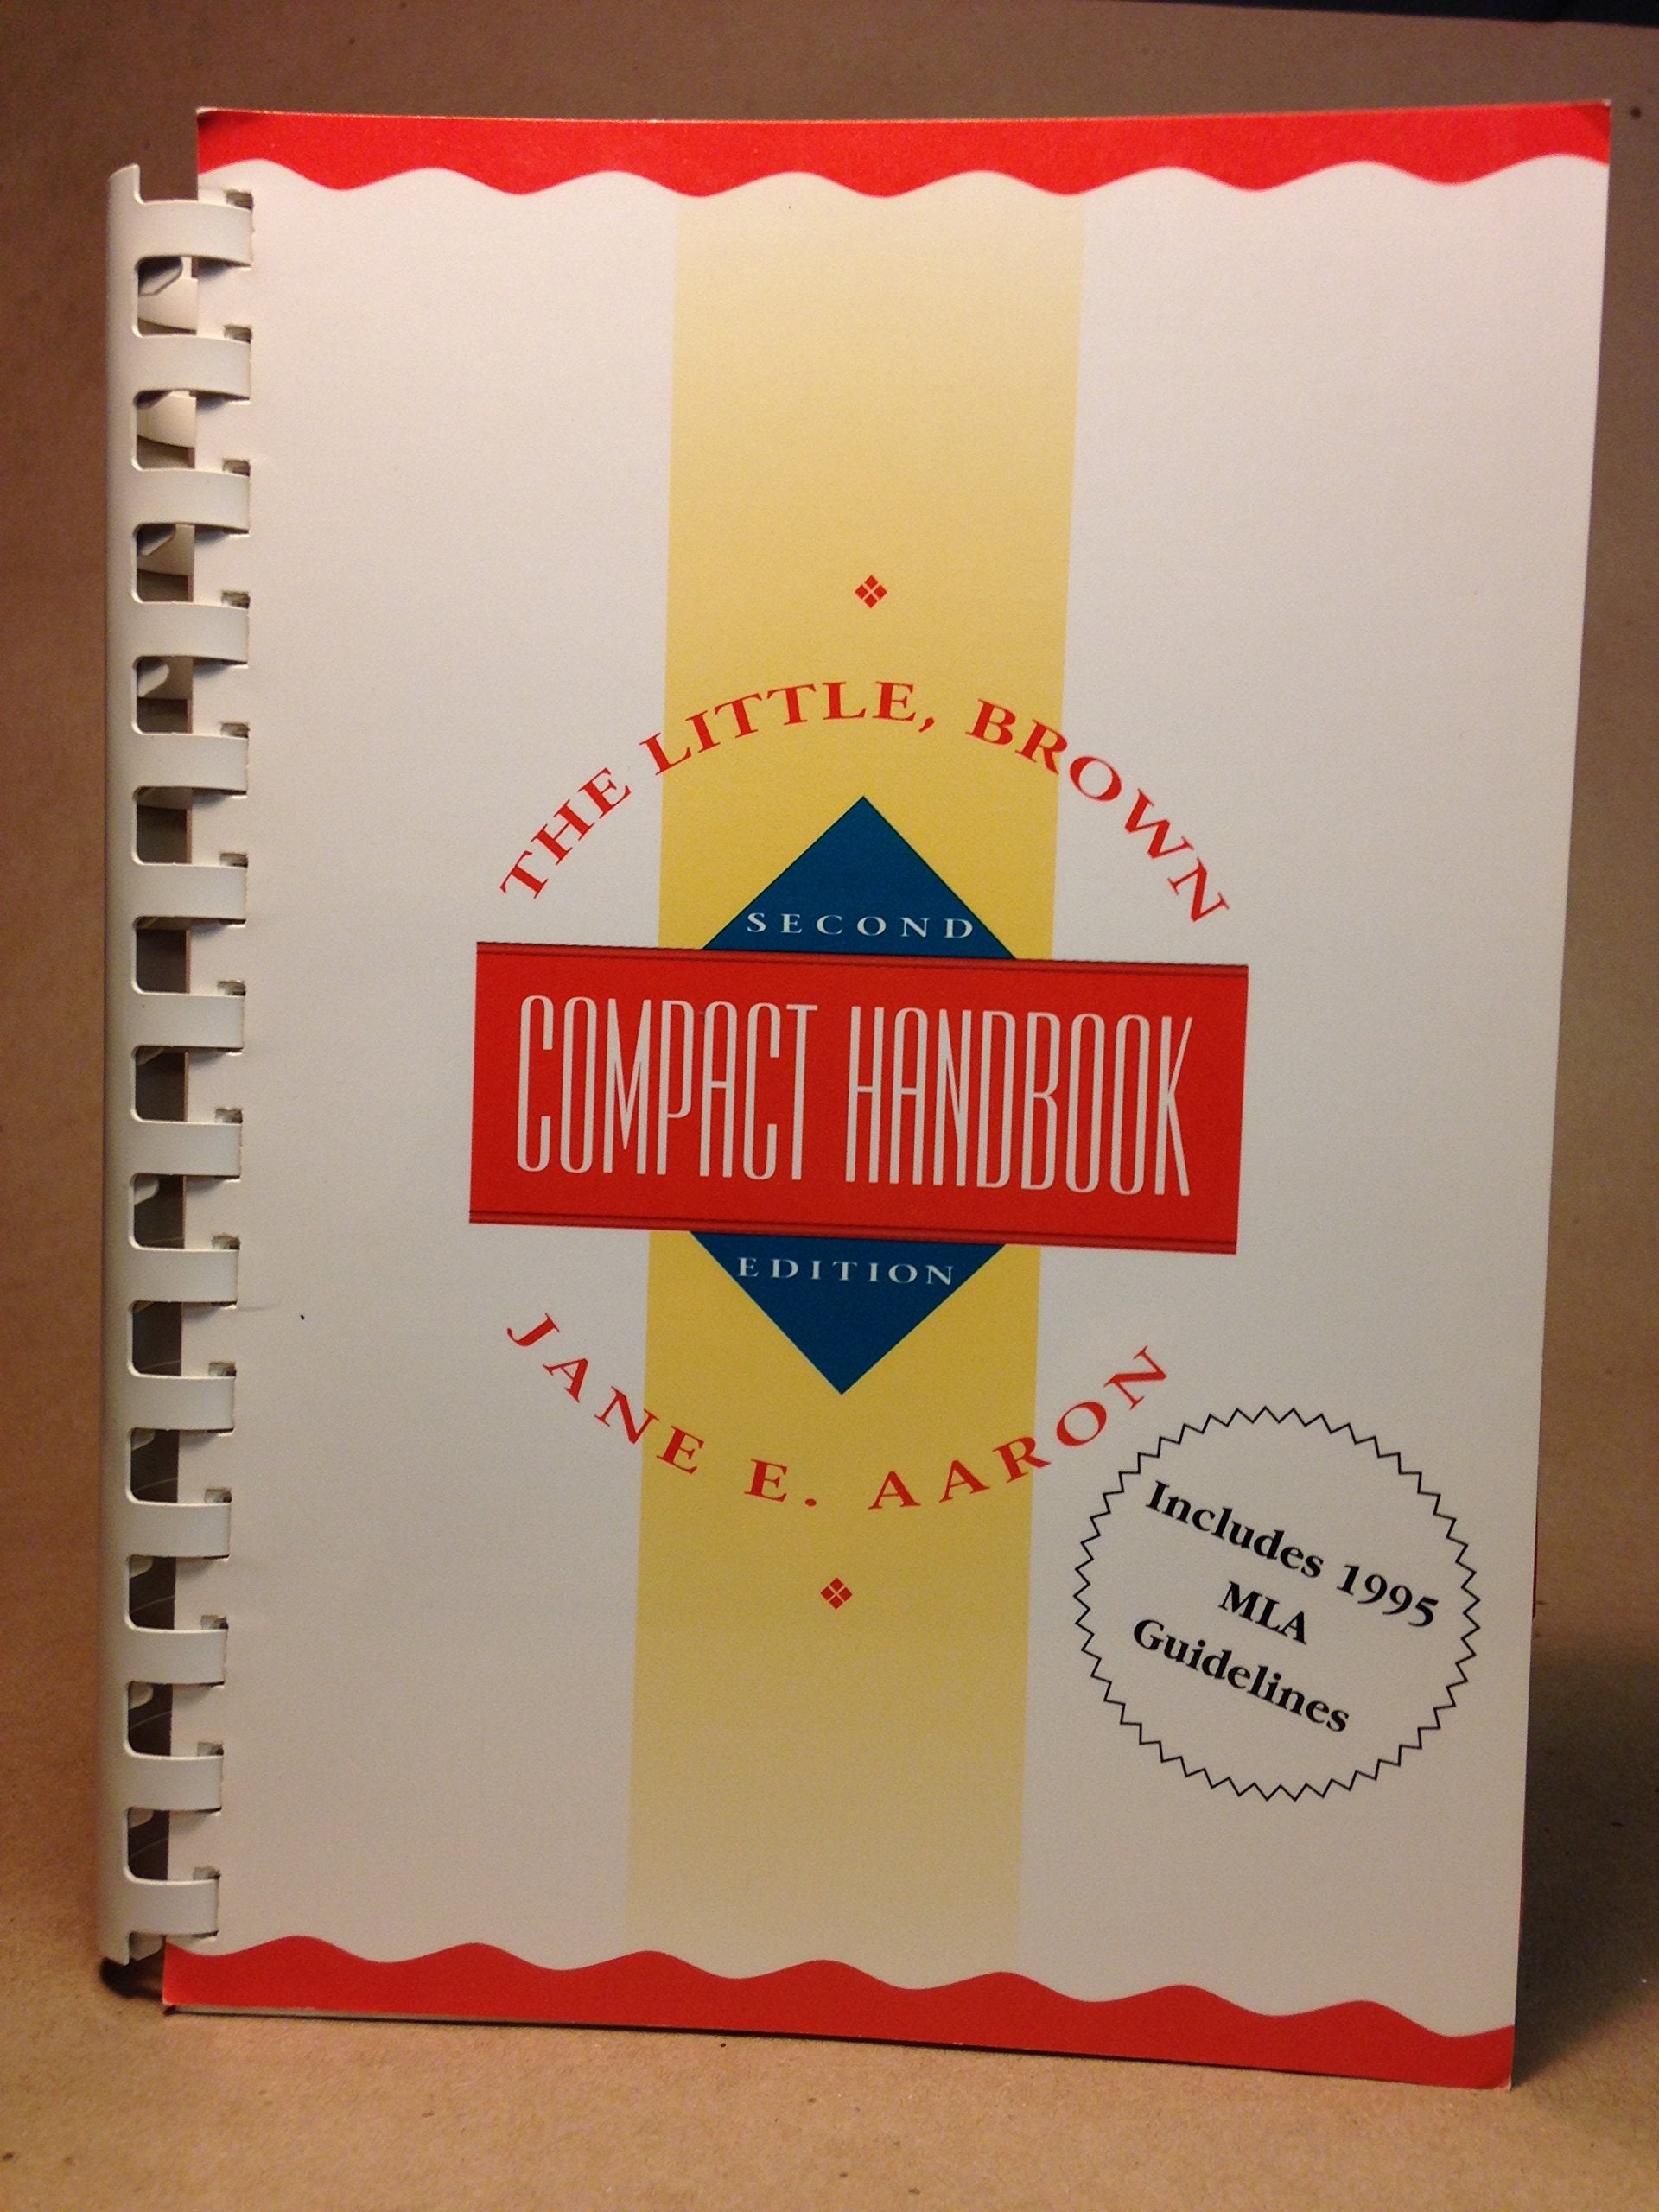 THE LITTLE, BROWN
SECOND
COMPACT HANDBOOK
EDITION
JANE E. AARON
Includes 1995
MLA
Guidelines